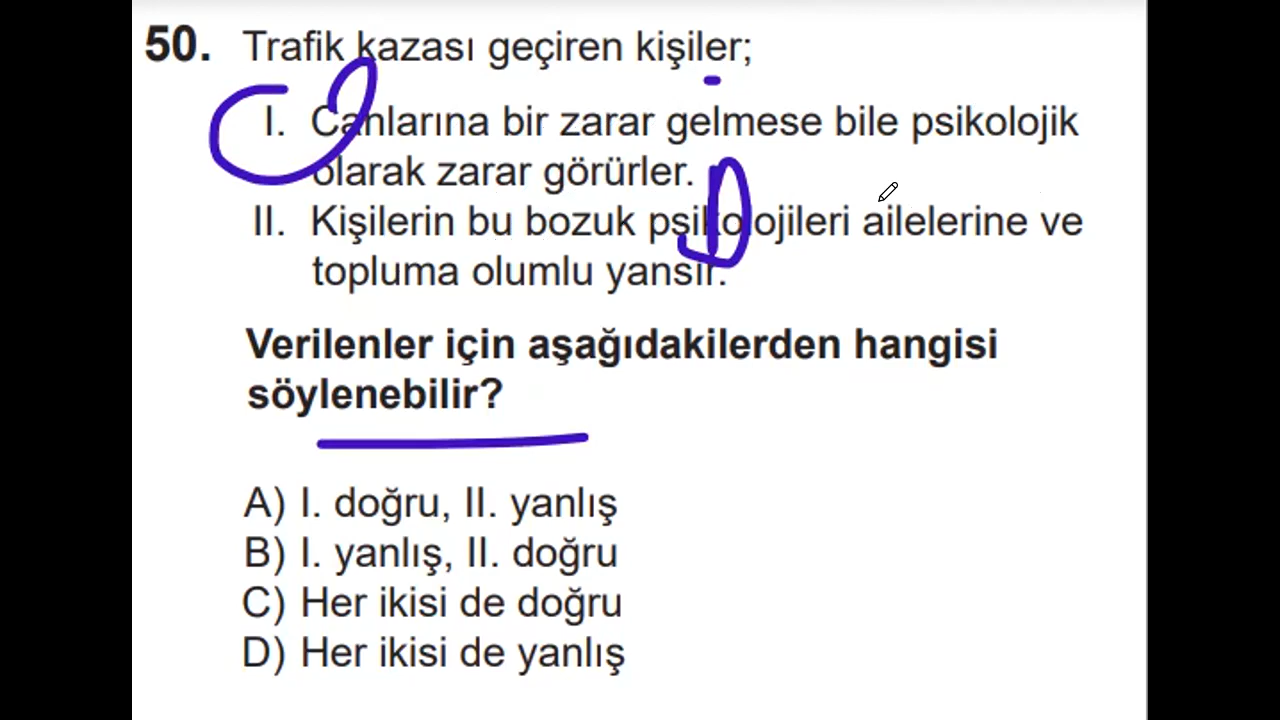 50. Trafik kazası geçiren kişiler;
I. Canlarına bir zarar gelmese bile psikolojik
olarak zarar görürler.
D
II. Kişilerin bu bozuk psikolojileri ailelerine ve
topluma olumlu yansır.
Verilenler için aşağıdakilerden hangisi
söylenebilir?
A) I. doğru, II. yanlış
B) I. yanlış, II. doğru
C) Her ikisi de doğru
D) Her ikisi de yanlış